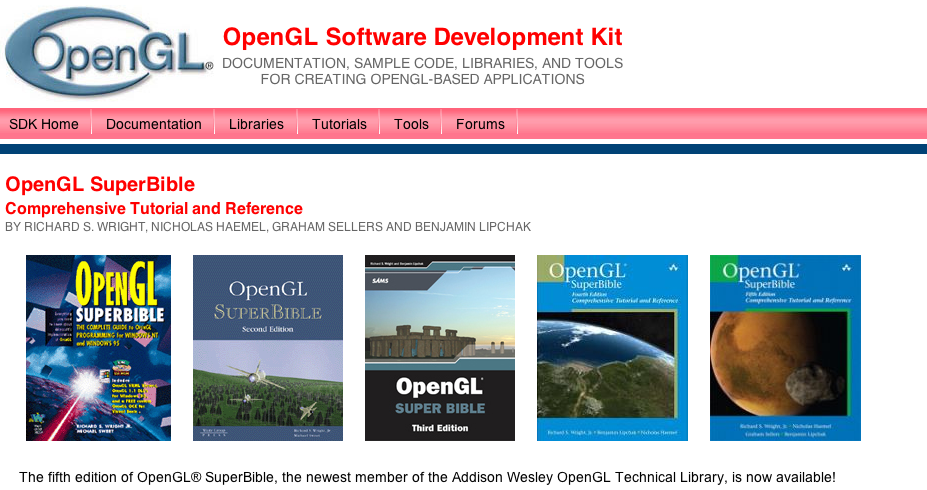 OpenGL®
OpenGL Software Development Kit
DOCUMENTATION, SAMPLE CODE, LIBRARIES, AND TOOLS
FOR CREATING OPENGL-BASED APPLICATIONS
SDK Home Documentation Libraries Tutorials Tools Forums
OpenGL SuperBible
Comprehensive Tutorial and Reference
BY RICHARD S. WRIGHT, NICHOLAS HAEMEL, GRAHAM SELLERS AND BENJAMIN LIPCHAK
OPENGL
SUPERBIBLE
THE COMPLETE GUIDE TO OpenGL
PROGRAMMING for WINDOWS NT
and WINDOWS 95
RICHARD S. WRIGHT JR.
MICHAEL SWEET
OpenGL
SUPERBIBLE
Second Edition
Richard S. Wright, Jr.
Michael Sweet
Richard S. Wright and Benjamin Lipchak
SAMS
OpenGL
SUPER BIBLE
Third Edition
OpenGL
SuperBible
Fourth Edition
Comprehensive Tutorial and Reference
Richard S. Wright, Jr. • Benjamin Lipchak • Nicholas Haemel
OpenGL
SuperBible
Fifth Edition
Comprehensive Tutorial and Reference
Richard S. Wright, Jr. • Nicholas Haemel
Graham Sellers • Benjamin Lipchak
The fifth edition of OpenGL® SuperBible, the newest member of the Addison Wesley OpenGL Technical Library, is now available!